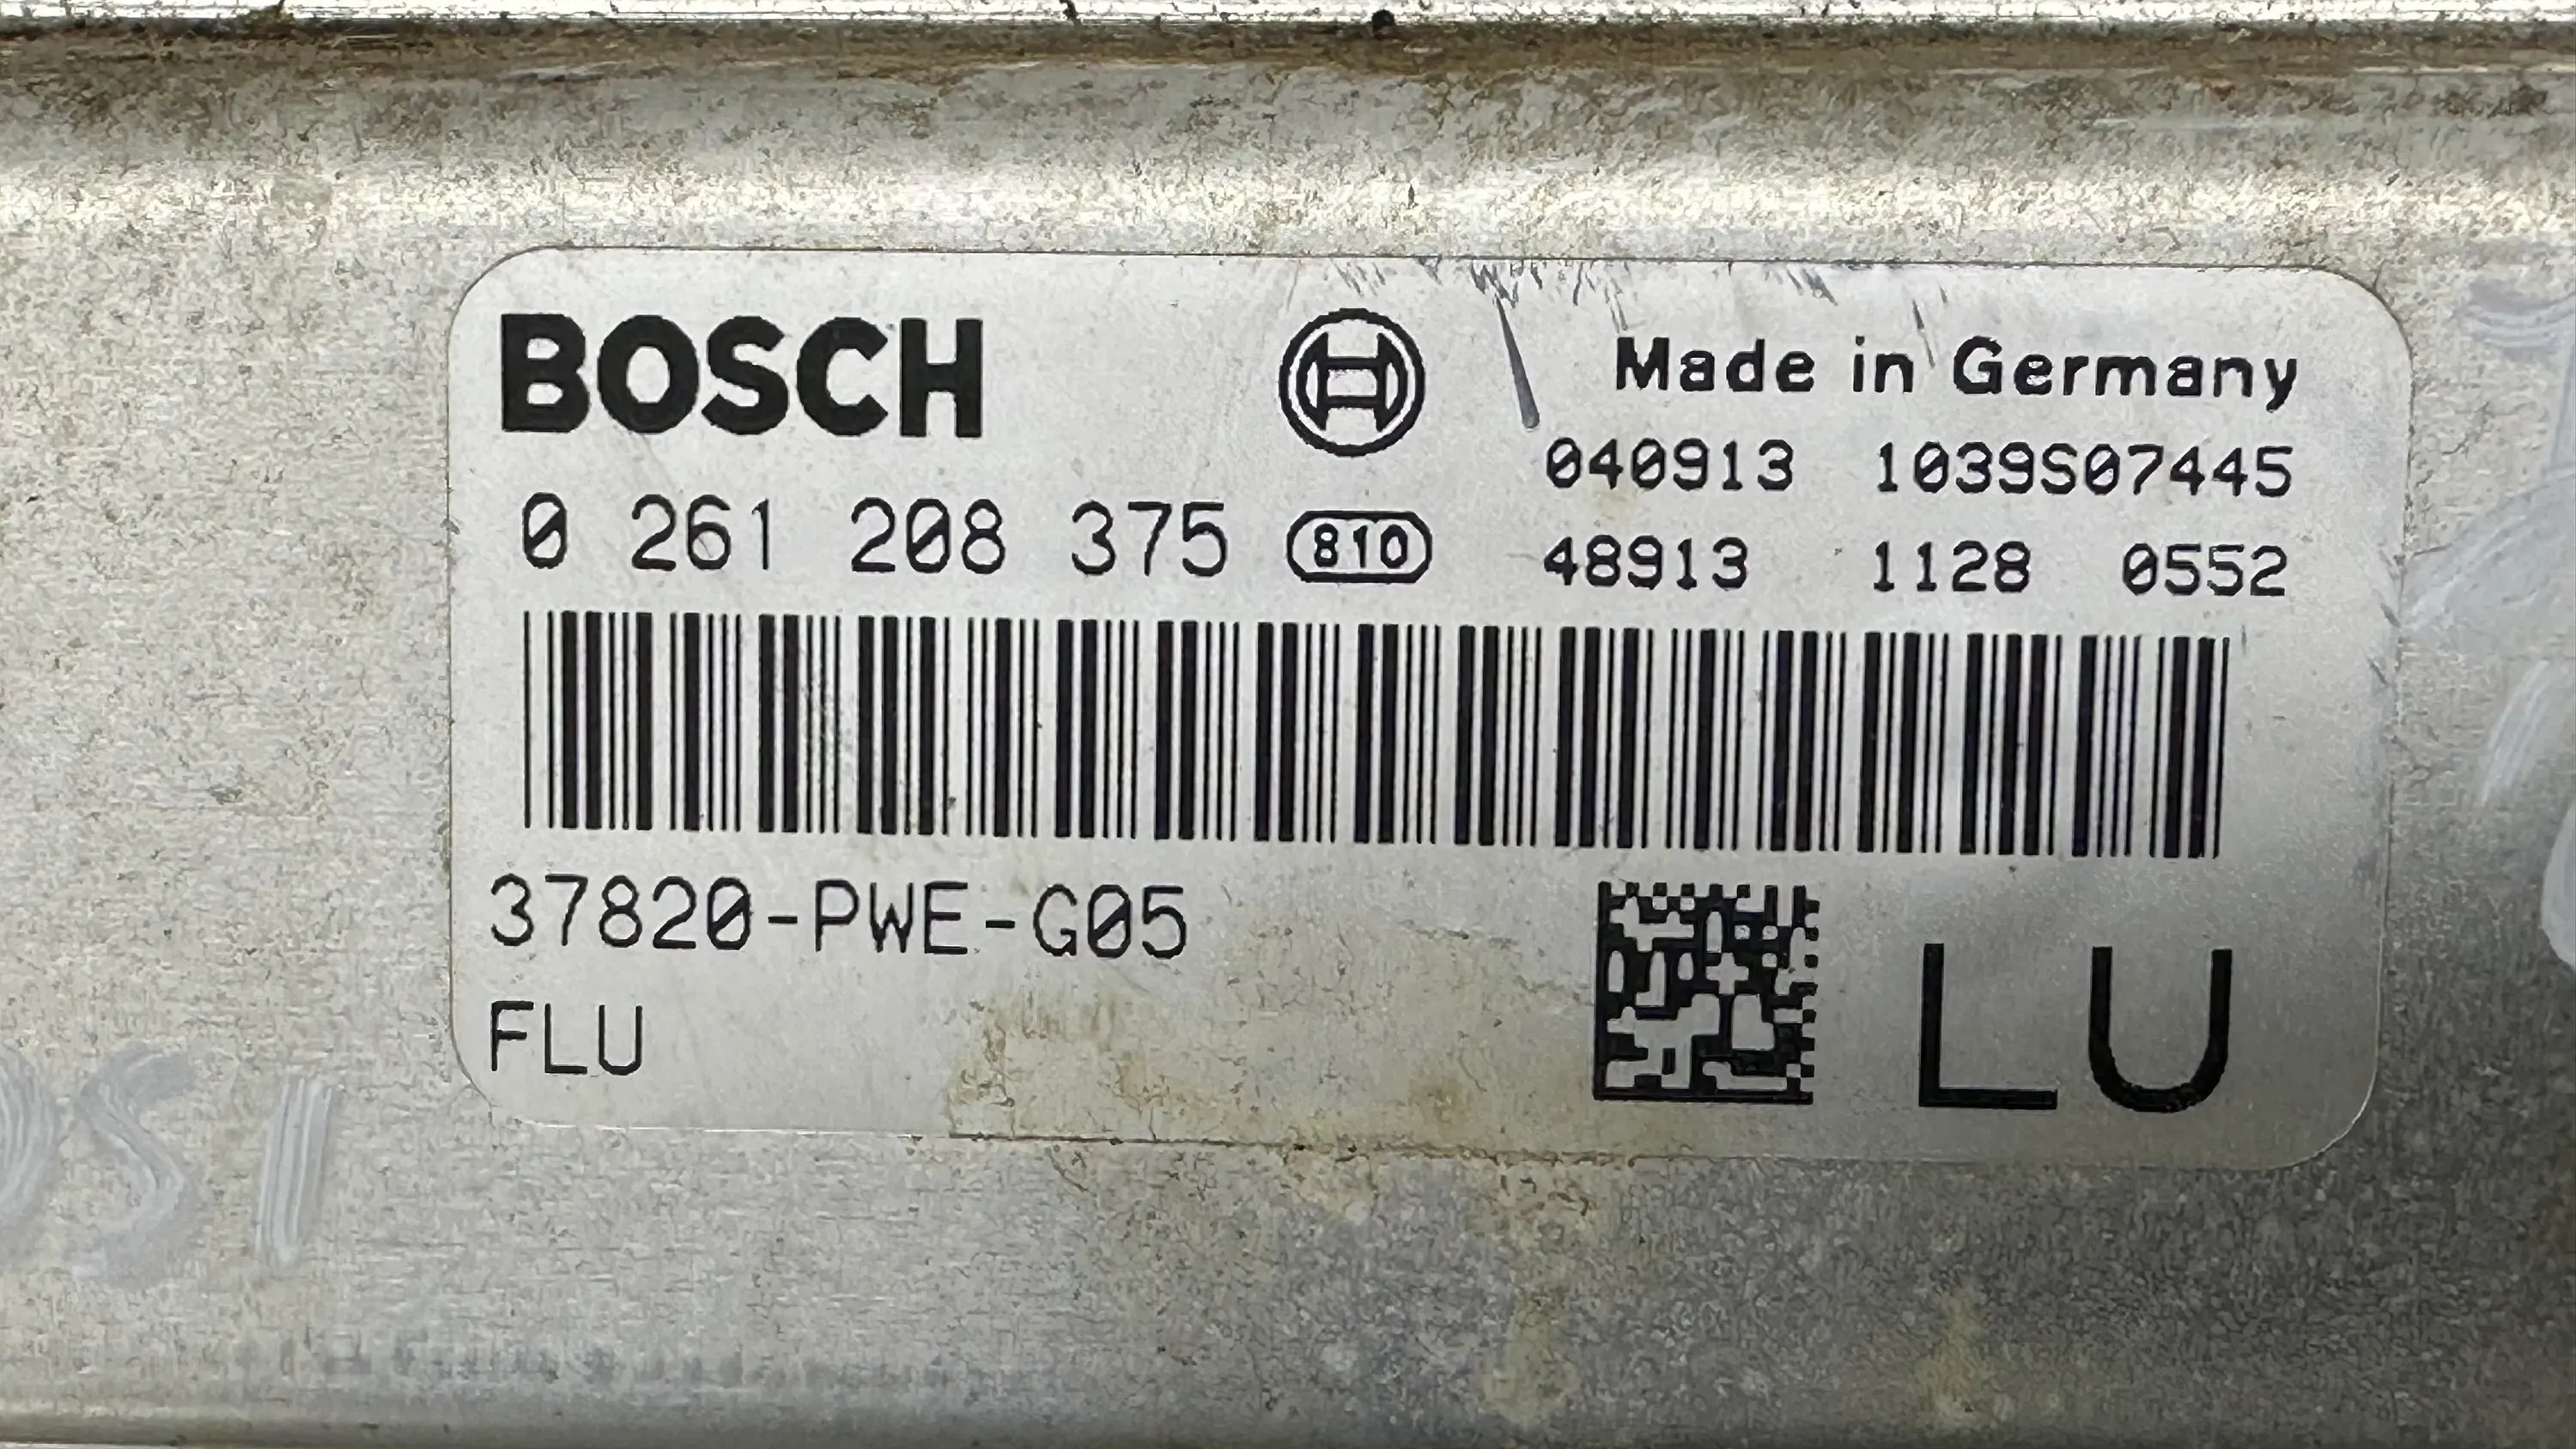 BOSCH
Made in Germany
040913 1039S07445
0 261 208 375 810
48913 1128 0552
37820-PWE-G05
FLU
LU